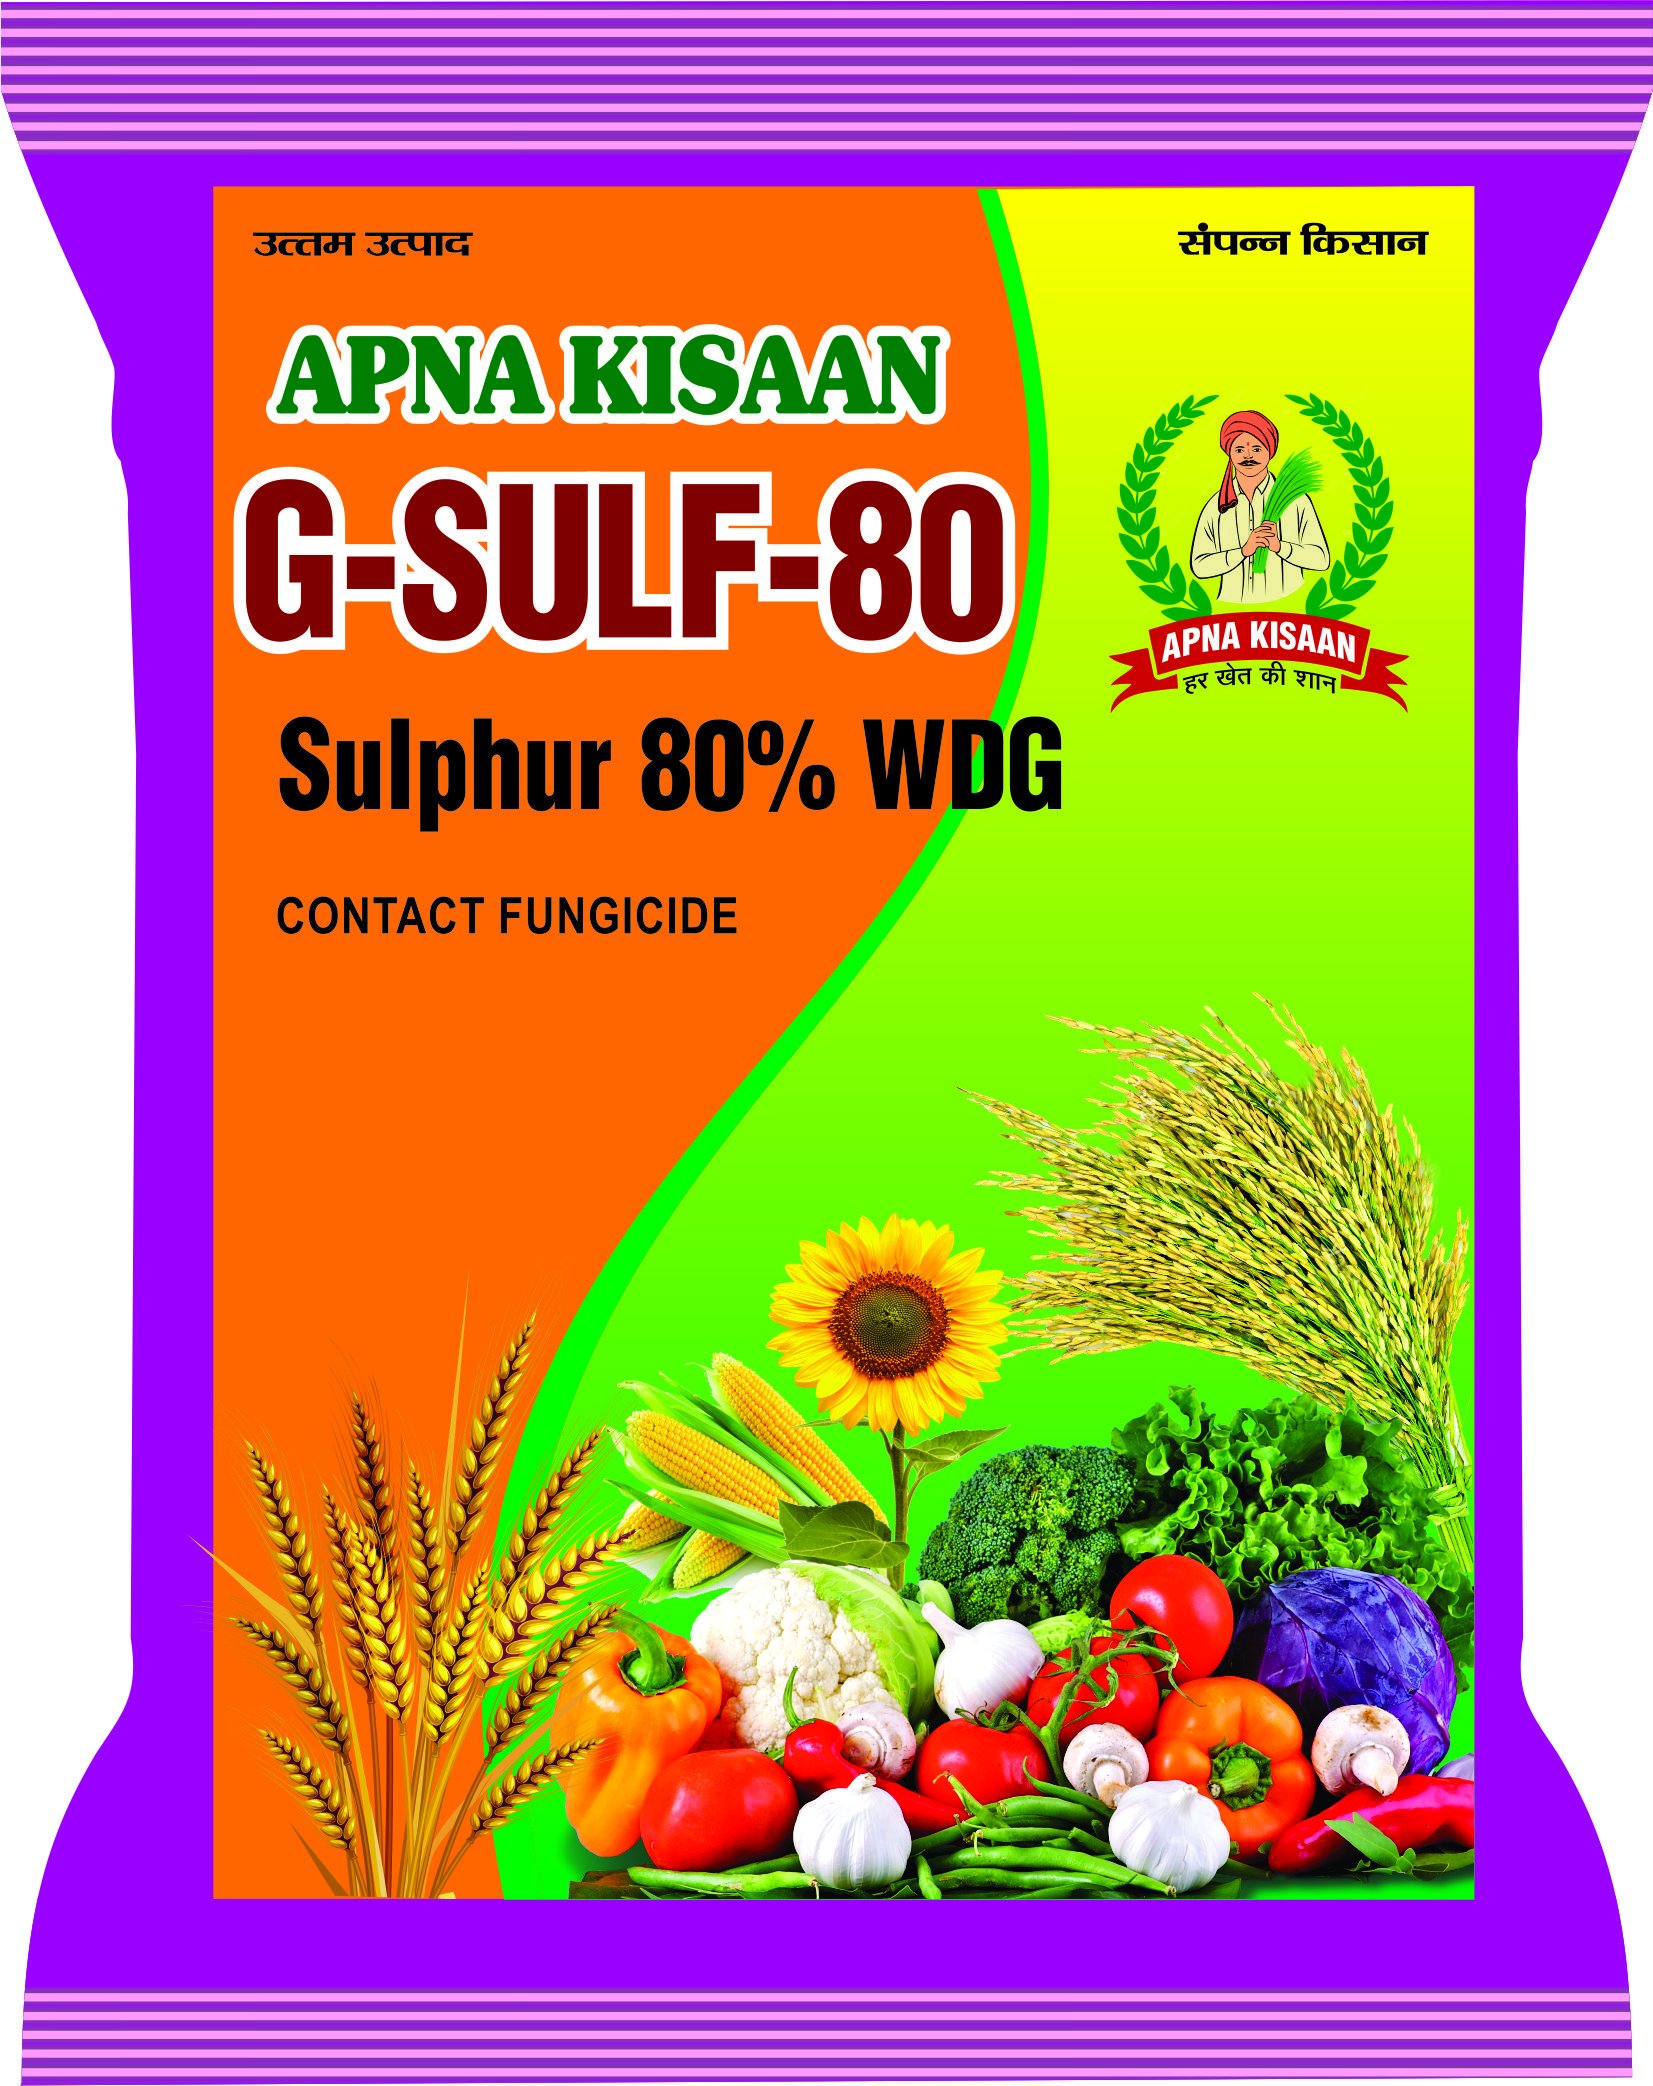 उत्तम उत्पाद
संपन्न किसान
APNA KISAAN
G-SULF-80
Sulphur 80% WDG
CONTACT FUNGICIDE
APNA KISAAN
हर खेत की शान